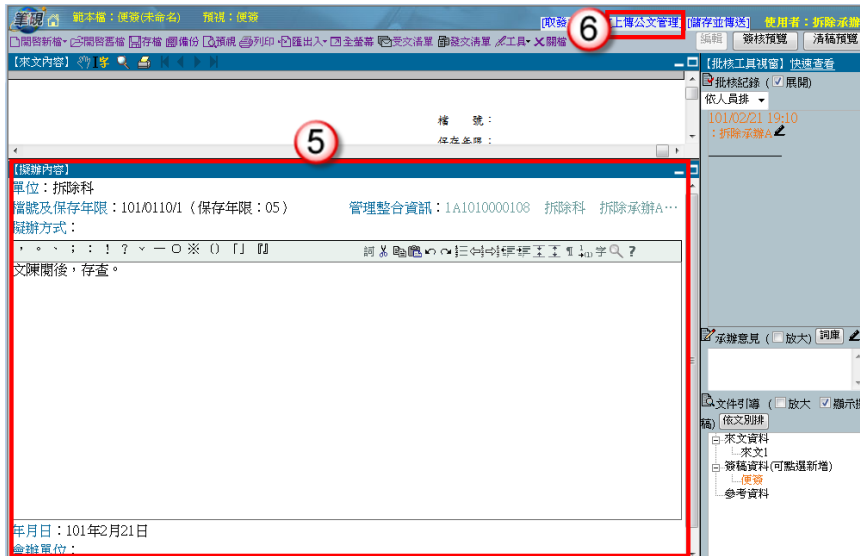 筆硯 範本檔：便簽(未命名) 預視：便簽
[取發 6 [上傳公文管理] [儲存並傳送] 使用者：拆除承辦
開啟新檔 開啟舊檔 存檔 備份 預視 列印 匯出入 全螢幕 受文清單 發文清單 工具 關檔
編輯 簽核預覽 清稿預覽
【來文內容】
檔 號：
保存年限：
5
【擬辦內容】
單位：拆除科
檔號及保存年限：101/0110/1（保存年限：05） 管理整合資訊：1A1010000108 拆除科 拆除承辦A…
擬辦方式：
，。、；：！？ˇ－○※（）「」『』 詞 字 ?
文陳閱後，存查。
年月日：101年2月21日
會辦單位：
【批核工具視窗】快速查看
批核紀錄（展開）
依人員排
101/02/21 19:10
：拆除承辦A
承辦意見（放大）詞庫
文件引導（放大 顯示
稿）依文別排
來文資料
來文1
簽稿資料(可點選新增)
便簽
參考資料